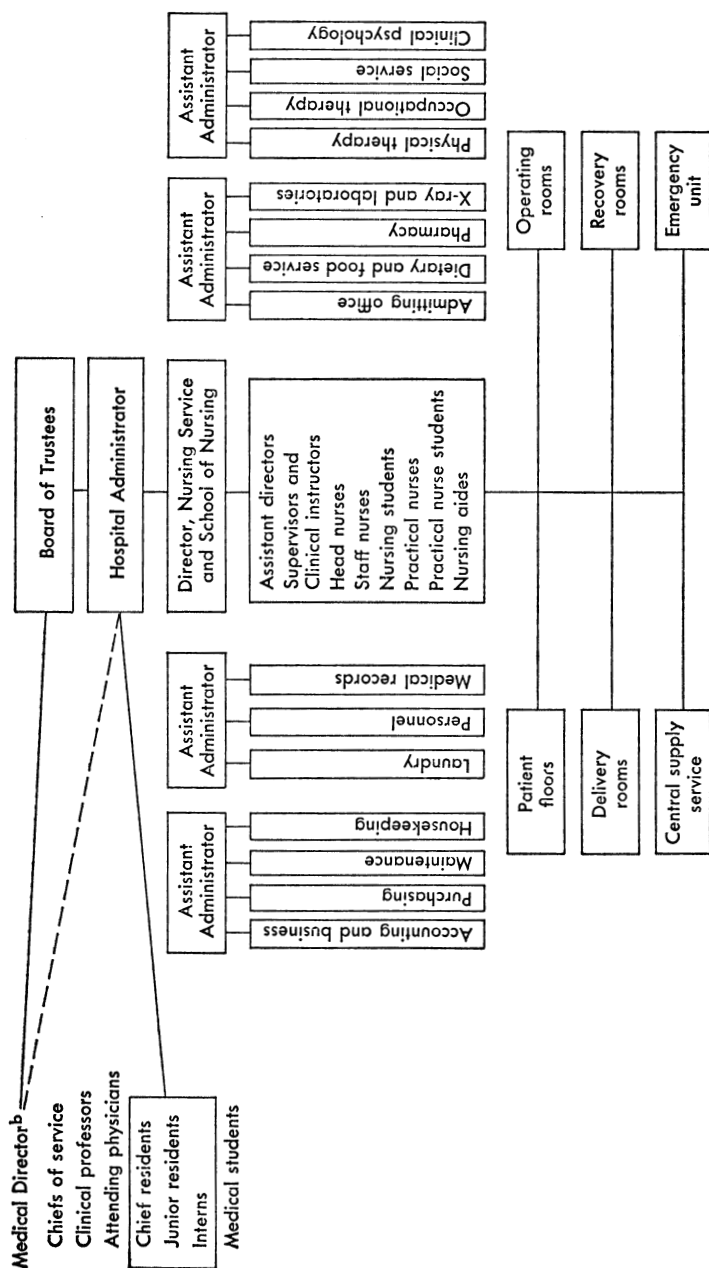 Medical Directorᵇ
Chiefs of service
Clinical professors
Attending physicians
Chief residents
Junior residents
Interns
Medical students
Board of Trustees
Hospital Administrator
Assistant
Administrator
Accounting and business
Purchasing
Maintenance
Housekeeping
Assistant
Administrator
Laundry
Personnel
Medical records
Director, Nursing Service
and School of Nursing
Assistant directors
Supervisors and
Clinical instructors
Head nurses
Staff nurses
Nursing students
Practical nurses
Practical nurse students
Nursing aides
Assistant
Administrator
Admitting office
Dietary and food service
Pharmacy
X-ray and laboratories
Assistant
Administrator
Physical therapy
Occupational therapy
Social service
Clinical psychology
Patient
floors
Operating
rooms
Delivery
rooms
Recovery
rooms
Central supply
service
Emergency
unit